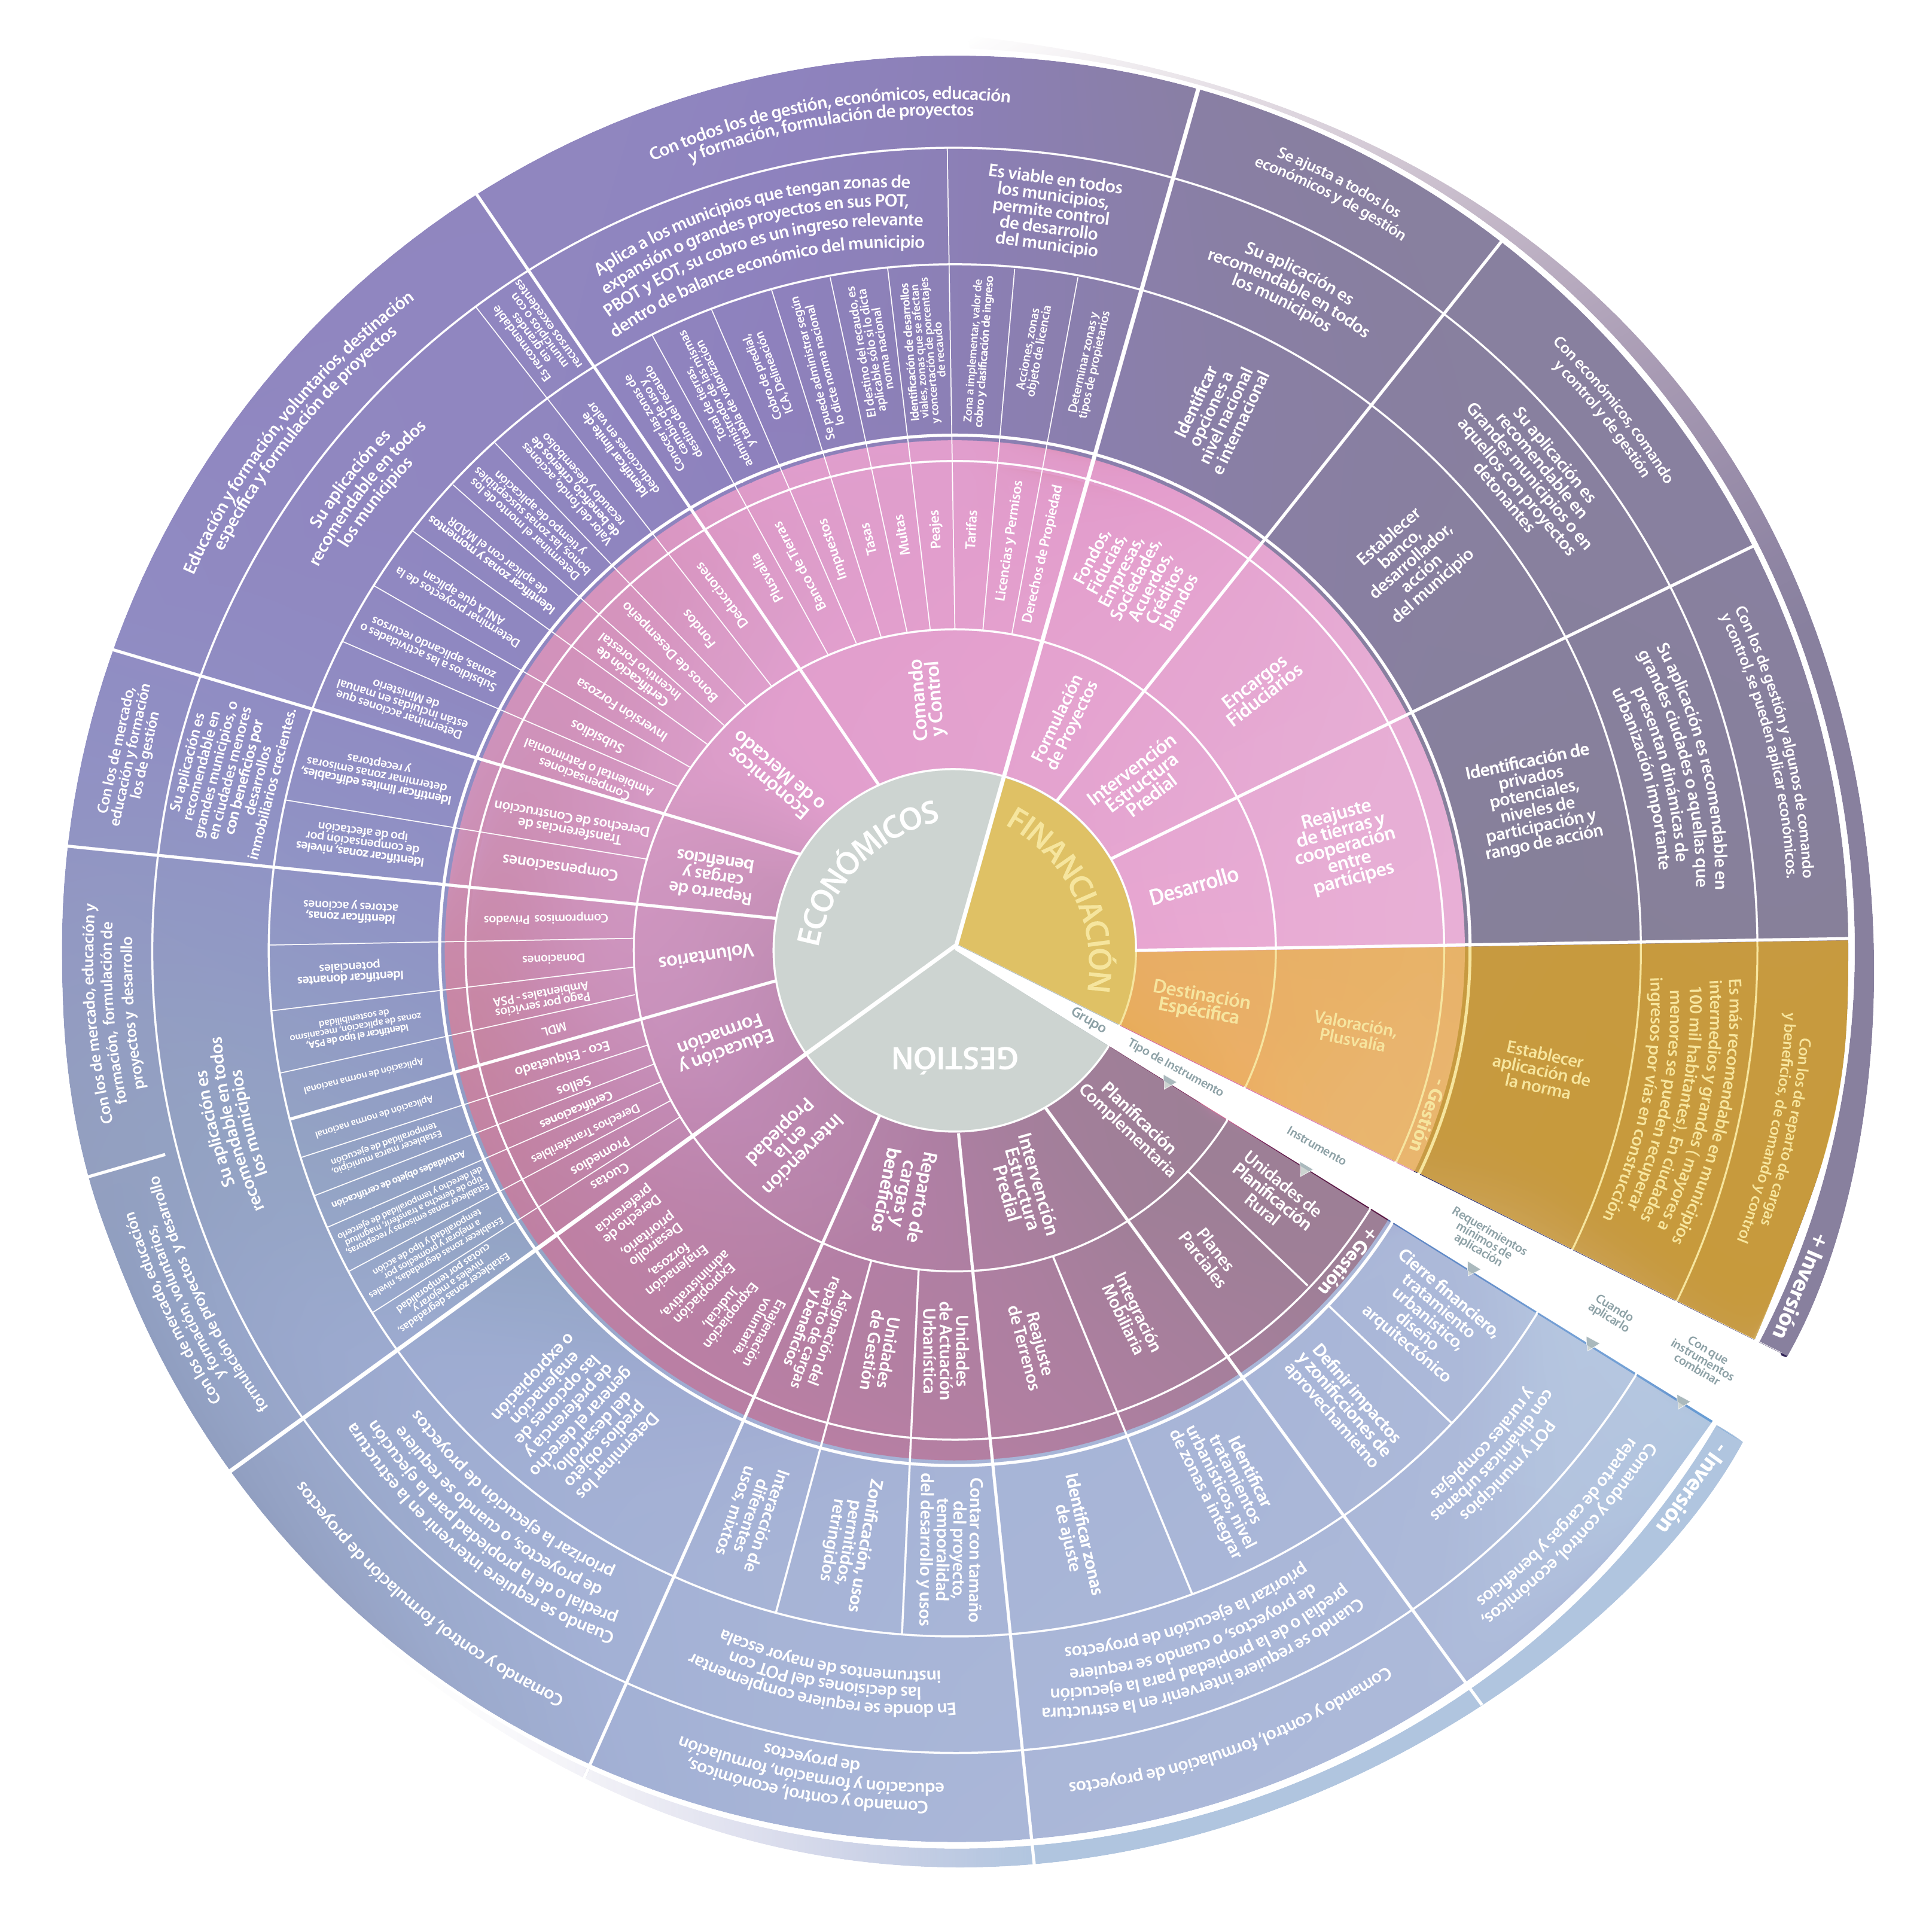 ECONÓMICOS
FINANCIACIÓN
GESTIÓN
Grupo
Tipo de Instrumento
Instrumento
Requerimientos
mínimos de
aplicación
Cuando
aplicarlo
Con que
instrumentos
combinar
+ Inversión
- Inversión
- Gestión
+ Gestión
Destinación
Espécífica
Valoración,
Plusvalía
Establecer
aplicación de
la norma
Es más recomendable en municipios
intermedios y grandes ( mayores a
100 mil habitantes). En ciudades
menores se pueden recuperar
ingresos por vías en construcción
Con los de reparto de cargas
y beneficios, de comando y control
Desarrollo
Reajuste
de tierras y
cooperación
entre
partícipes
Identificación de
privados
potenciales,
niveles de
participación y
rango de acción
Su aplicación es recomendable en
grandes ciudades o aquellas que
presentan dinámicas de
urbanización importante
Con los de gestión y algunos de comando
y control, se pueden aplicar económicos.
Intervención
Estructura
Predial
Encargos
Fiduciarios
Establecer
banco,
desarrollador,
acción
del municipio
Su aplicación es
recomendable en
Grandes municipios o en
aquellos con proyectos
detonantes
Con económicos, comando
y control y de gestión
Formulación
de Proyectos
Fondos,
Fiducias,
Empresas,
Sociedades,
Acuerdos,
Creditos
blandos
Identificar
opciones a
nivel nacional
e internacional
Su aplicación es
recomendable en todos
los municipios
Se ajusta a todos los
económicos y de gestión
Comando
y Control
Plusvalía
Banco de Tierras
Impuestos
Tasas
Multas
Peajes
Tarifas
Licencias y Permisos
Derechos de Propiedad
Conocer las zonas de
cambio de uso y
destino del recaudo
Total de tierras,
administrador de las mismas
y tabla de valorización
Cobro de predial,
ICA, Delineación
Se puede administrar según
lo dicte norma nacional
El destino del recaudo, es
aplicable sólo si lo dicta
norma nacional
Identificación de desarrollos
viales, zonas que se afectan
y concertación de porcentajes
de recaudo
Zona a implementar, valor de
cobro y clasificación de ingreso
Acciones, zonas
objeto de licencia
Determinar zonas y
tipos de propietarios
Aplica a los municipios que tengan zonas de
expansión o grandes proyectos en sus POT,
PBOT y EOT, su cobro es un ingreso relevante
dentro de balance económico del municipio
Es viable en todos
los municipios,
permite control
de desarrollo
del municipio
Con todos los de gestión, económicos, educación
y formación, formulación de proyectos
Económicos
o de Mercado
Deducciones
Fondos
Bonos de Desempeño
Certificación de
Incentivo Forestal
Inversión Forzosa
Subsidios
Compensaciones
Ambiental o Patrimonial
Identificar límite de
deducciones en valor
Valor del fondo, acciones
de beneficio, criterios de
recaudo y desembolso
Determinar el monto de los
bonos, las zonas susceptibles
y tiempo de aplicación
Identificar zonas y momentos
de aplicar con el MADR
Determinar proyectos
ANLA que aplican
Subsidios a las actividades o
zonas, aplicando recursos
Determinar acciones que
están incluidas en manual
de Ministerio
Es recomendable
en grandes
municipios o con
recursos excedentes
Su aplicación es
recomendable en todos
los municipios
Educación y formación, voluntarios, destinación
específica y formulación de proyectos
Reparto de
cargas y
beneficios
Transferencias de
Derechos de Construcción
Compensaciones
Identificar límites edificables,
determinar zonas emisoras
y receptoras
Identificar zonas, niveles
de compensación por
tipo de afectación
Su aplicación es
recomendable en
grandes municipios, o
en ciudades menores
con beneficios por
desarrollos
inmobiliarios crecientes.
Con los de mercado,
educación y formación
los de gestión
Voluntarios
Compromisos Privados
Donaciones
Pago por servicios
Ambientales - PSA
MDL
Identificar zonas,
actores y acciones
Identificar donantes
potenciales
Identificar el tipo de PSA,
zonas de aplicación, mecanismo
de sostenibilidad
Aplicación de norma nacional
Su aplicación es
recomendable en todos
los municipios
Con los de mercado, educación y
formación, formulación de
proyectos y desarrollo
Educación y
Formación
Eco - Etiquetado
Sellos
Certificaciones
Derechos Transferibles
Promedios
Cuotas
Aplicación de norma nacional
Establecer marca municipio,
temporalidad de ejecución
Actividades objeto de certificación
Establecer zonas emisoras y receptoras,
tipo de derecho a transferir, magnitud
del derecho y temporalidad de ejercerlo
Establecer zonas degradadas, niveles
a mejorar y promedios por
temporalidad y tipo de acción
Establecer zonas degradadas,
niveles a mejorar y
cuotas por temporalidad
Con los de mercado, educación
y formación, voluntarios,
formulación de proyectos y desarrollo
Intervención
en la
Propiedad
Enajenación
voluntaria,
Expropiación
Judicial,
Expropiación
administrativa,
Enalenación
forzosa,
Desarrollo
prioritario,
Derecho de
preferencia
Determinar los
predios objeto
del desarrollo,
generar el derecho
de preferencia y
las opciones de
enajenación
o expropiación
Cuando se requiere intervenir en la estructura
predial o de la propiedad para la ejecución
de proyectos o cuando se requiere
priorizar la ejecución de proyectos
Comando y control, formulación de proyectos
Reparto de
cargas y
beneficios
Asignación del
reparto de cargas
y beneficios
Unidades
de Gestión
Unidades
de Actuación
Urbanística
Interacción de
diferentes
usos, mixtos
Zonificación, usos
permitidos,
retringidos
Contar con tamaño
del proyecto,
temporalidad
del desarrollo y usos
En donde se requiere complementar
las decisiones del POT con
instrumentos de mayor escala
Comando y control, económicos,
educación y formación, formulación
de proyectos
Intervención
Estructura
Predial
Reajuste
de Terrenos
Integración
Mobiliaria
Identificar zonas
de ajuste
Identificar
tratamientos
urbanísticos, nivel
de zonas a integrar
Cuando se requiere intervenir en la estructura
predial o de la propiedad para la ejecución
de proyectos, o cuando se requiere
priorizar la ejecución de proyectos
Comando y control, formulación de proyectos
Planificación
Complementaria
Planes
Parciales
Unidades de
Planificación
Rural
Definir impactos
y zonificciones de
aprovechamietno
Cierre financiero,
tratamiento
urbanistico,
diseño
arquitectónico
POT y municipios
con dinámicas urbanas
y rurales complejas
Comando y control, económicos,
reparto de cargas y beneficios